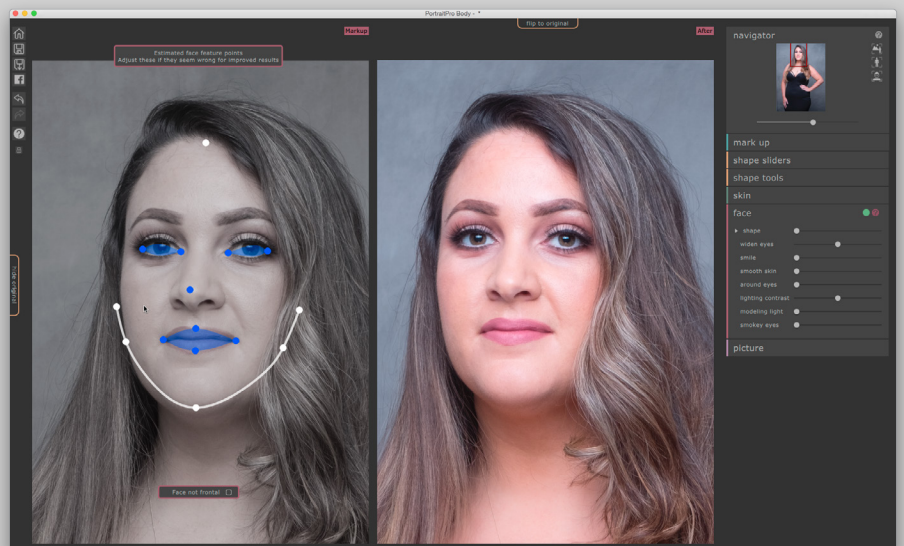 PortraitPro Body - *
flip to original
Markup
After
Estimated face feature points
Adjust these if they seem wrong for improved results
hide original
Face not frontal
navigator
mark up
shape sliders
shape tools
skin
face
shape
widen eyes
smile
smooth skin
around eyes
lighting contrast
modeling light
smokey eyes
picture